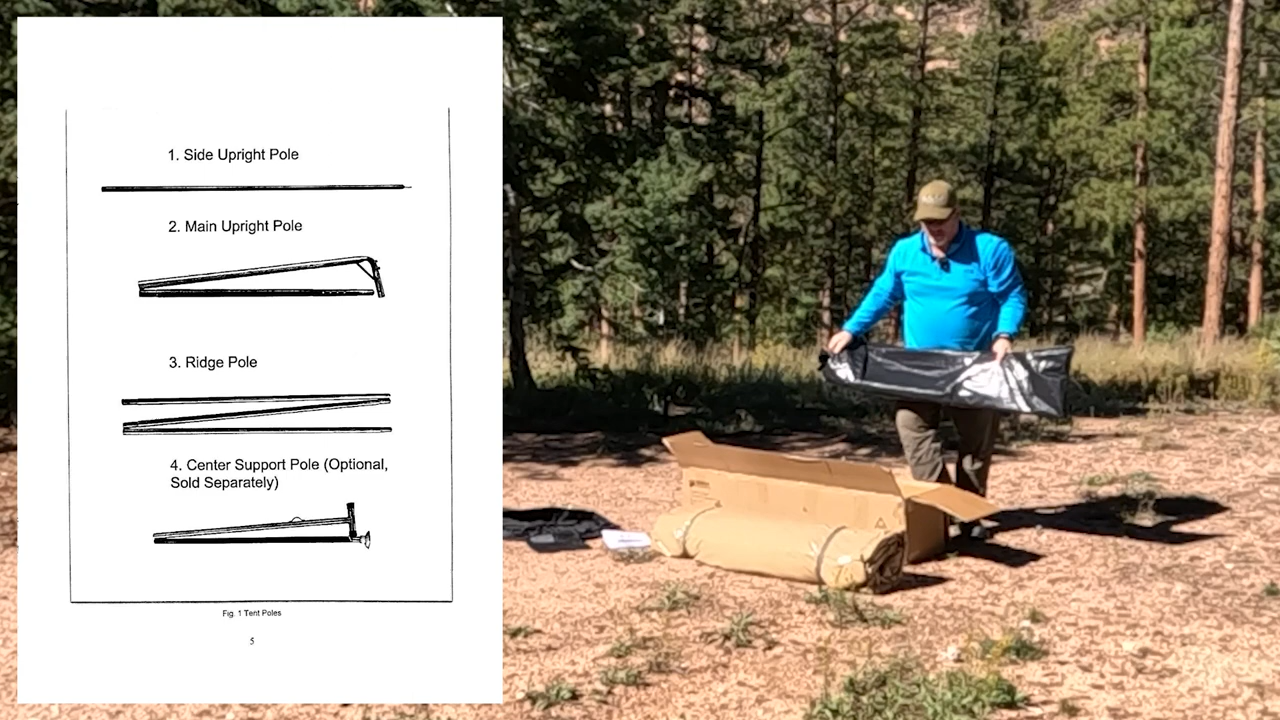 1. Side Upright Pole
2. Main Upright Pole
3. Ridge Pole
4. Center Support Pole (Optional,
Sold Separately)
Fig. 1 Tent Poles
5